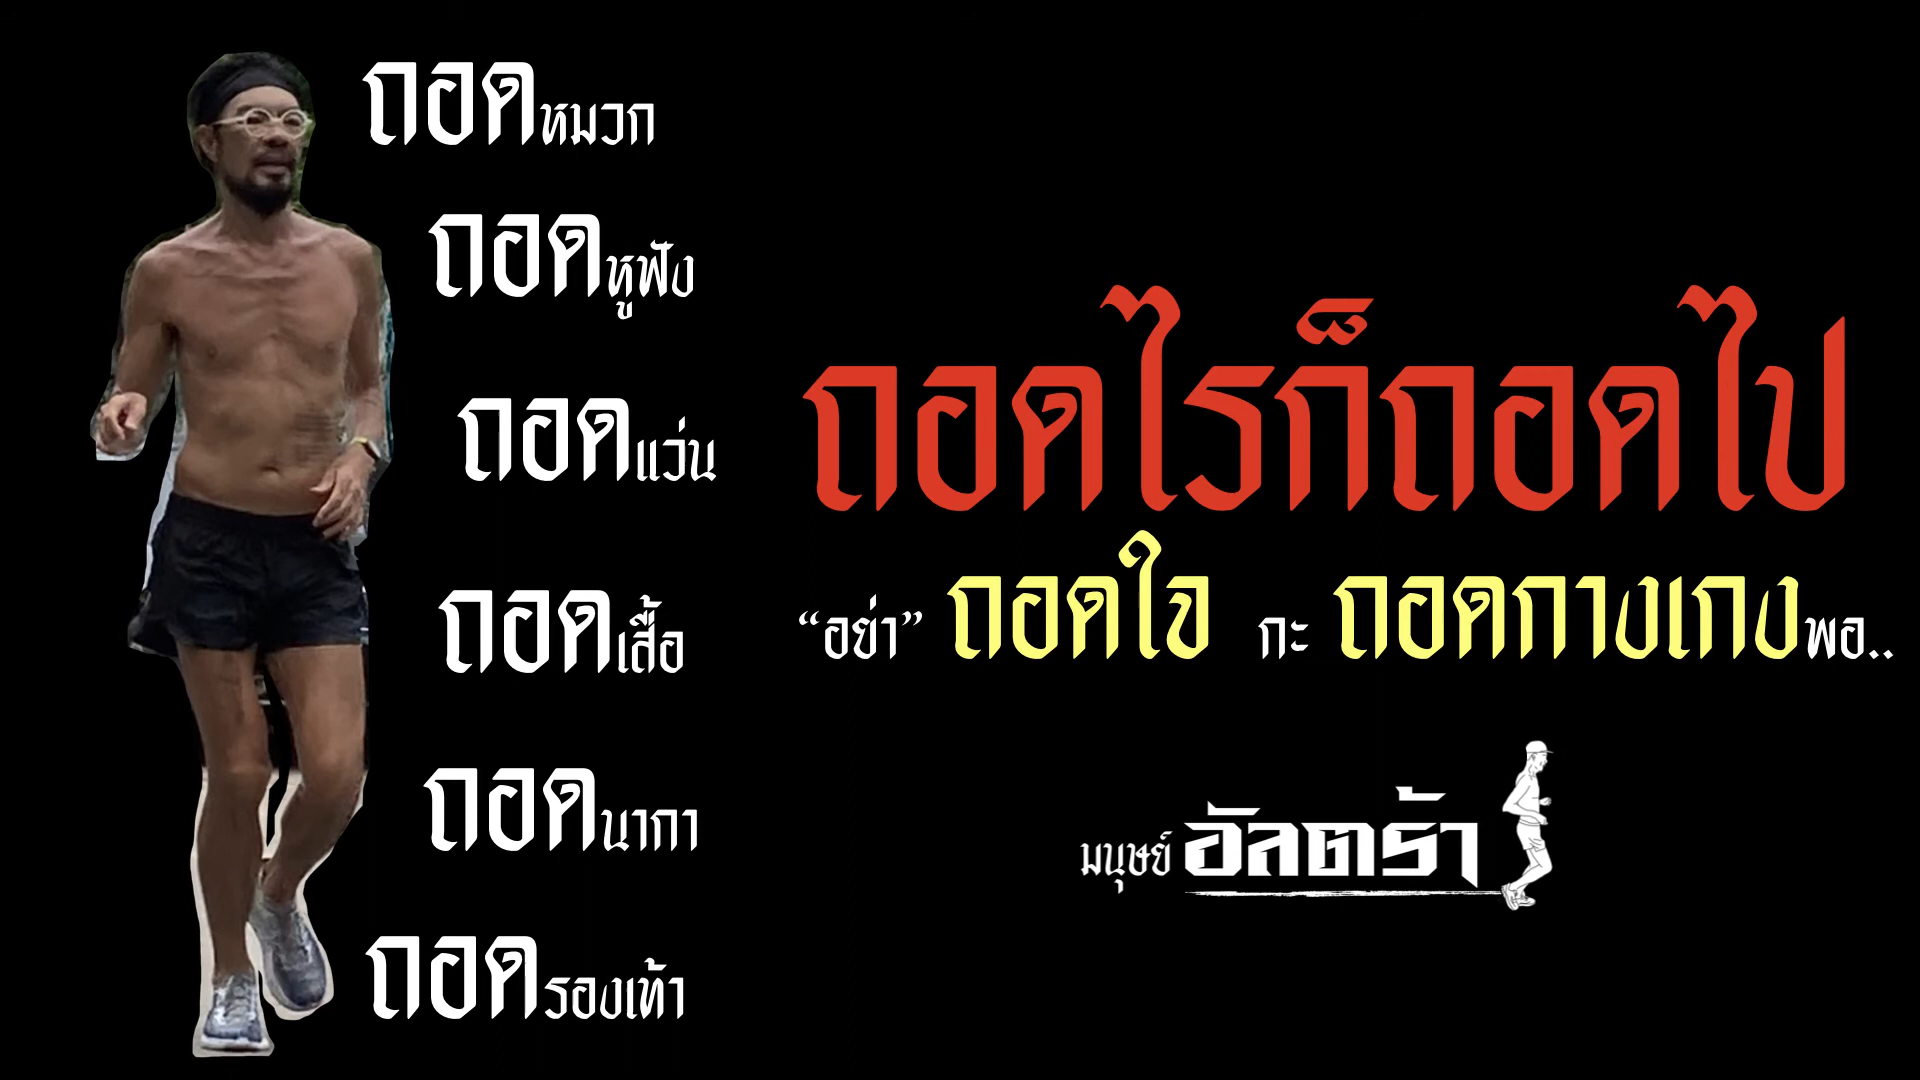 ถอดหมวก
ถอดหูฟัง
ถอดแว่น
ถอดเสื้อ
ถอดนากา
ถอดรองเท้า
ถอดไรก็ถอดไป
“อย่า” ถอดใจ กะ ถอดกางเกงพอ..
มนุษย์ อัลตร้า